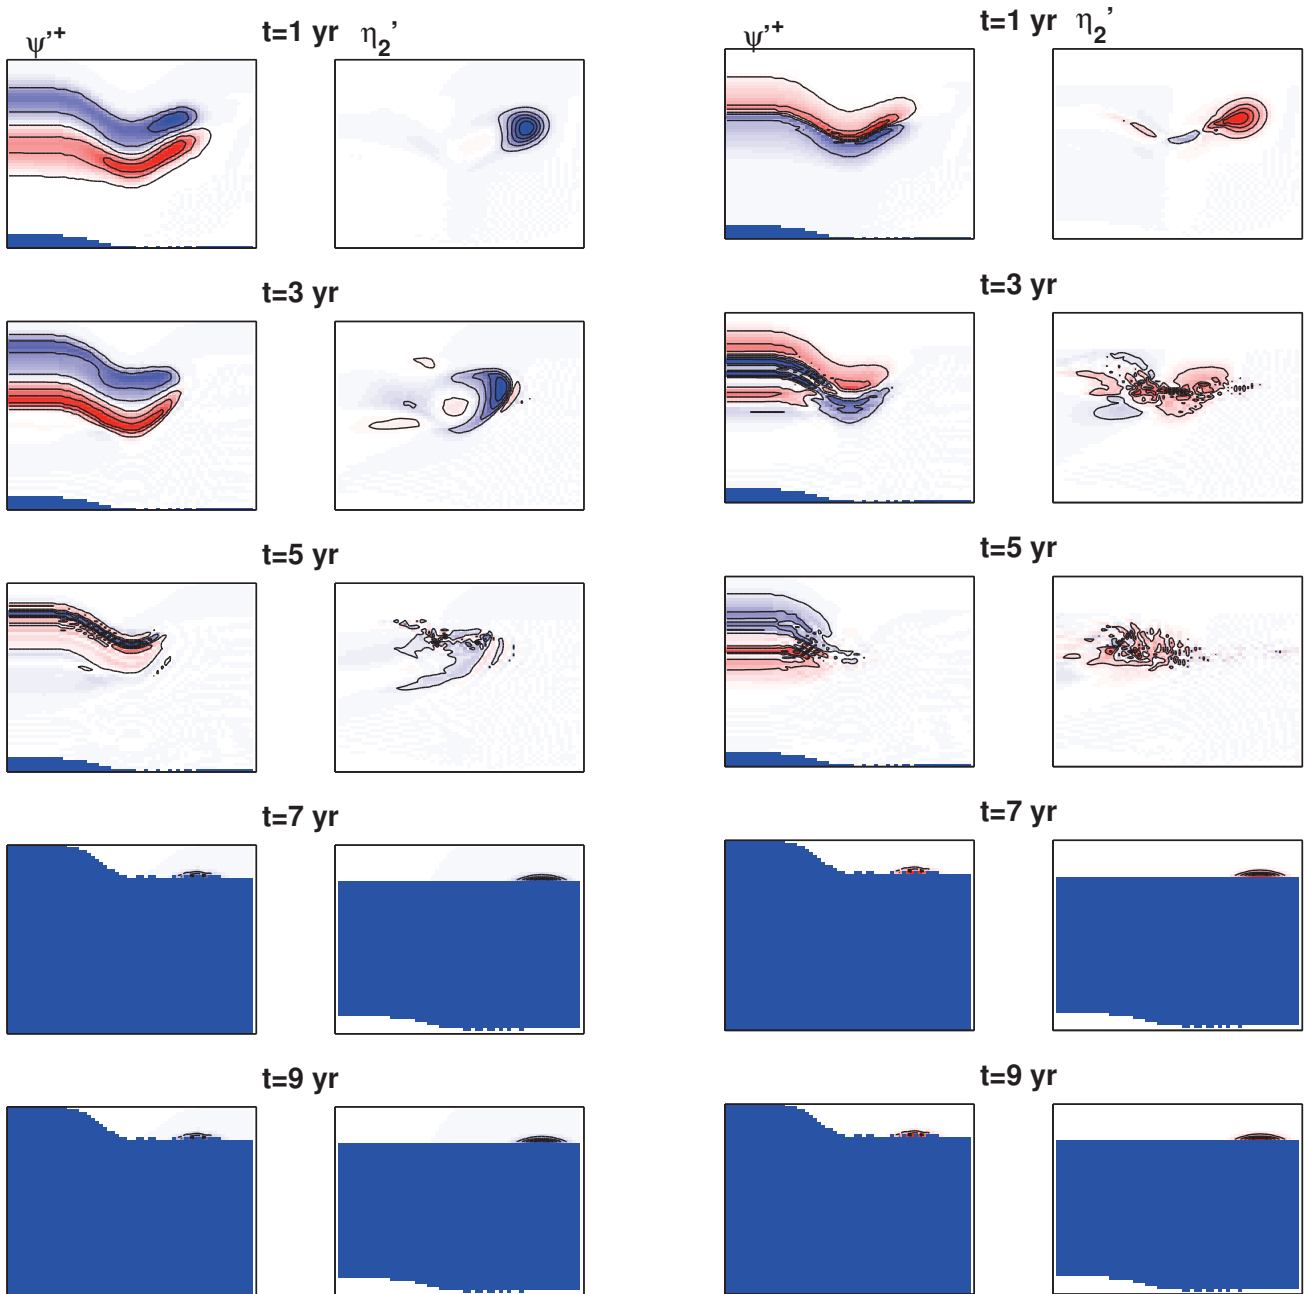 ψ'+ t=1 yr η2' ψ'+ t=1 yr η2'
t=3 yr t=3 yr
t=5 yr t=5 yr
t=7 yr t=7 yr
t=9 yr t=9 yr